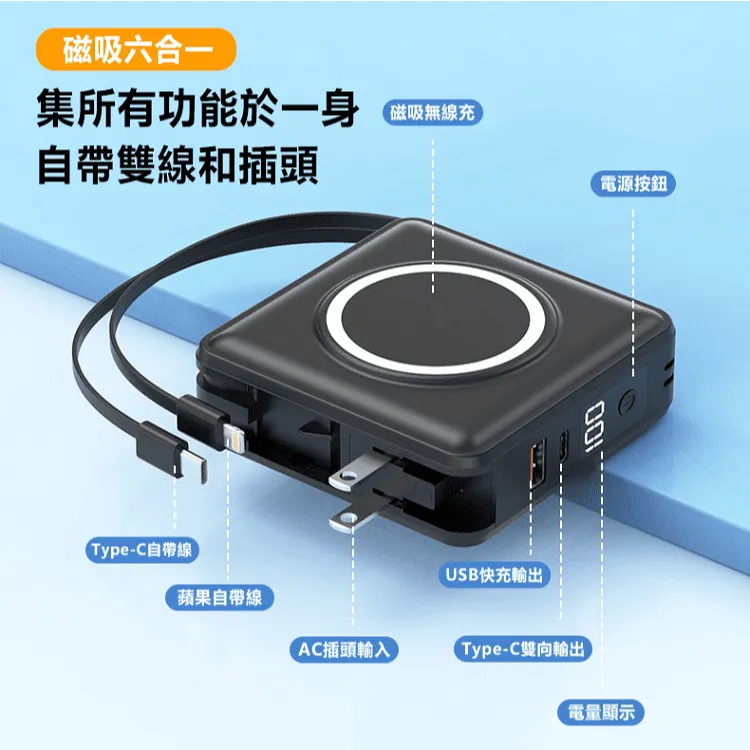 磁吸六合一
集所有功能於一身
自帶雙線和插頭
磁吸無線充
電源按鈕
100
Type-C自帶線
蘋果自帶線
USB快充輸出
AC插頭輸入
Type-C雙向輸出
電量顯示